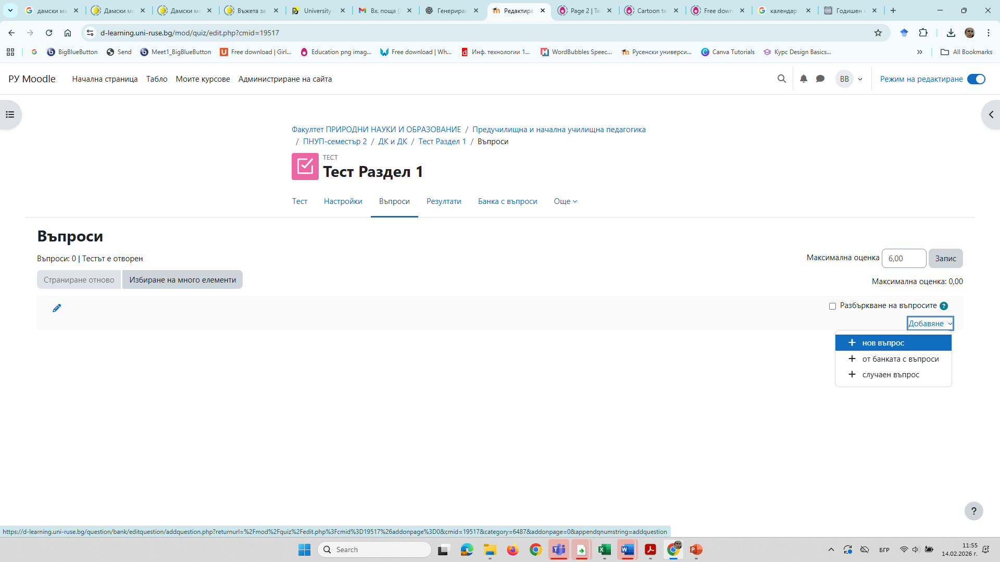 дамски ма
Дамски ма
Дамски ма
Въжета за
University
Вх. поща (
Генериран
Редактира
Page 2 | Te
Cartoon te
Free down
календар
Годишен
d-learning.uni-ruse.bg/mod/quiz/edit.php?cmid=19517
BigBlueButton
Send
Meet1_BigBlueButton
Free download | Girl...
Education png imag...
Free download | Wh...
Инф. технологии 1...
WordBubbles Speec...
Русенски универси...
Canva Tutorials
Курс Design Basics...
All Bookmarks
РУ Moodle Начална страница Табло Моите курсове Администриране на сайта
BB
Режим на редактиране
Факултет ПРИРОДНИ НАУКИ И ОБРАЗОВАНИЕ / Предучилищна и начална училищна педагогика
/ ПНУП-семестър 2 / ДК и ДК / Тест Раздел 1 / Въпроси
ТЕСТ
Тест Раздел 1
Тест Настройки Въпроси Резултати Банка с въпроси Още
Въпроси
Въпроси: 0 | Тестът е отворен
Максимална оценка 6,00 Запис
Страниране отново Избиране на много елементи
Максимална оценка: 0,00
Разбъркване на въпросите ?
Добавяне
+ нов въпрос
+ от банката с въпроси
+ случаен въпрос
?
https://d-learning.uni-ruse.bg/question/bank/editquestion/addquestion.php?returnurl=%2Fmod%2Fquiz%2Fedit.php%3Fcmid%3D19517%26addonpage%3D0&cmid=19517&category=6487&addonpage=0&appendqnumstring=addquestion
Search
БГР
11:55
14.02.2026 г.